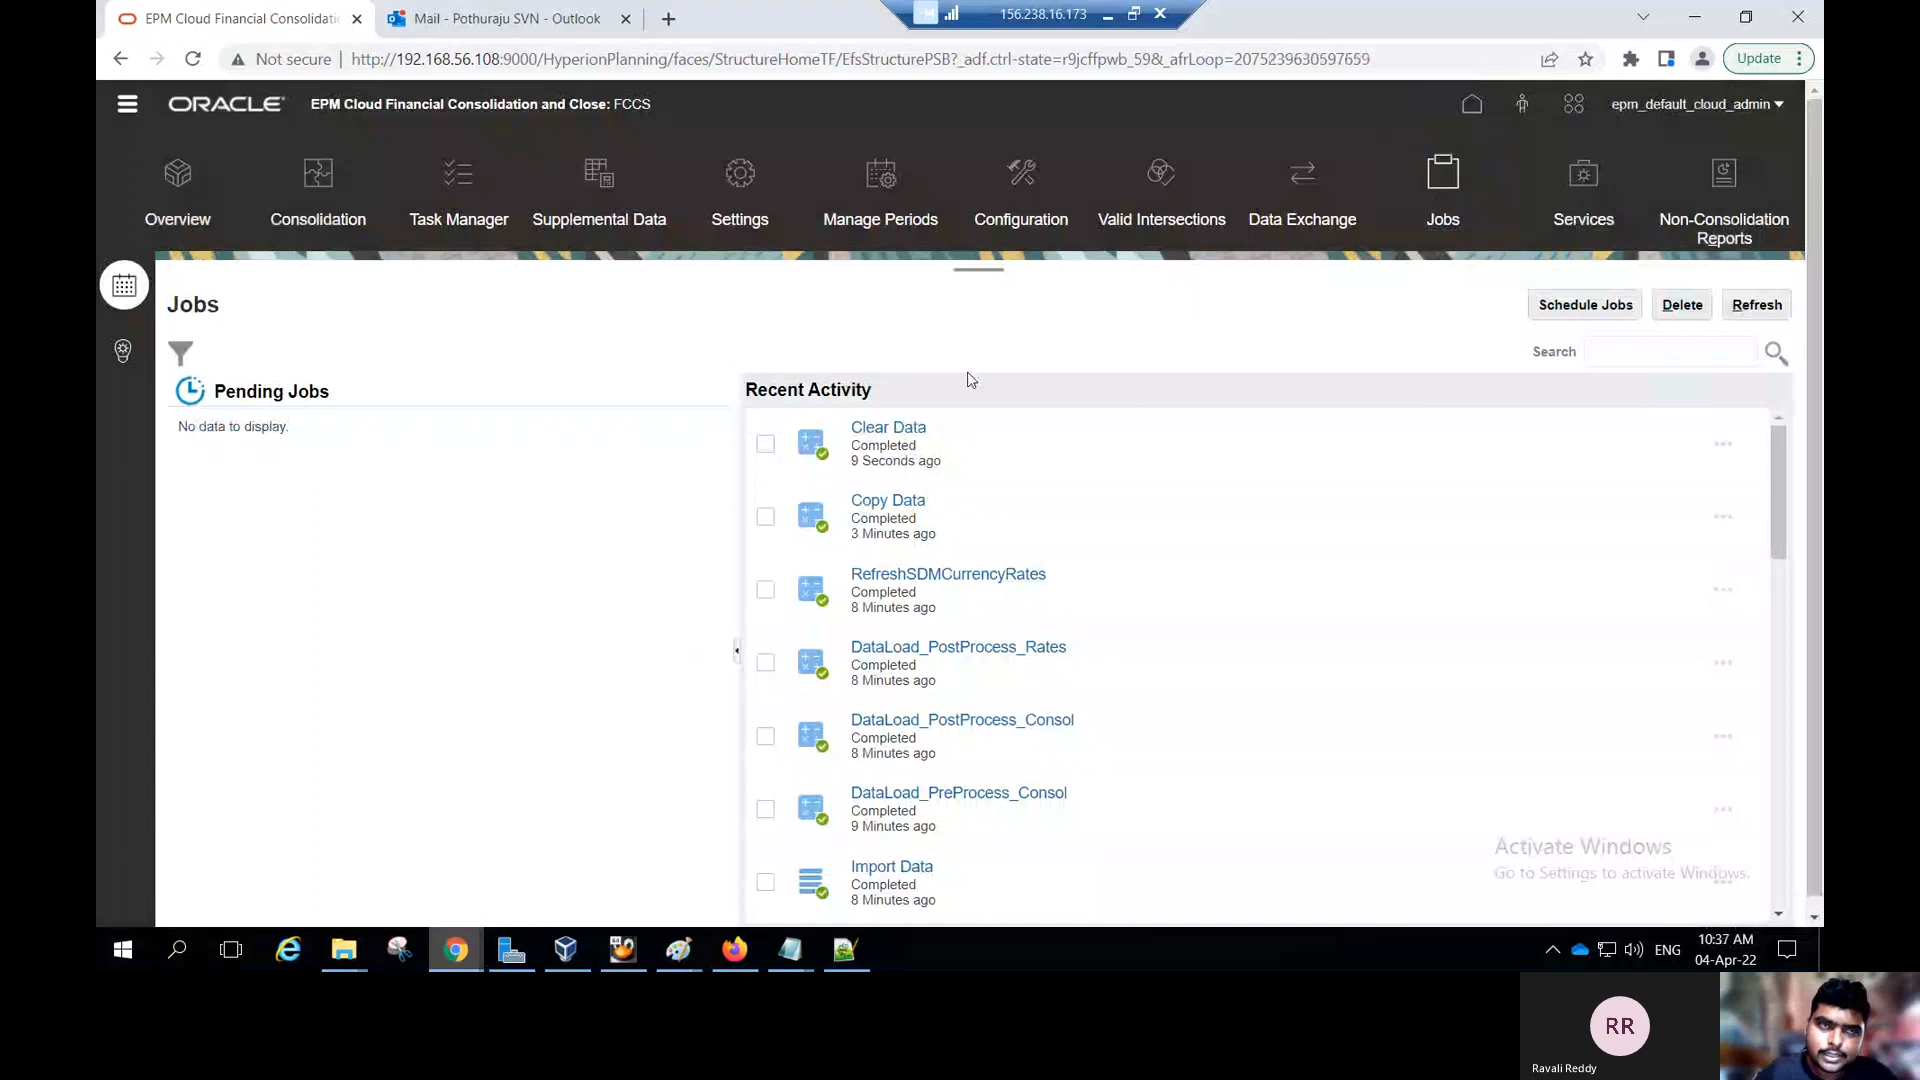 EPM Cloud Financial Consolidatio
Mail - Pothuraju SVN - Outlook
156.238.16.173
Not secure
http://192.168.56.108:9000/HyperionPlanning/faces/StructureHomeTF/EfsStructurePSB?_adf.ctrl-state=r9jcffpwb_59&_afrLoop=2075239630597659
Update
ORACLE
EPM Cloud Financial Consolidation and Close: FCCS
epm_default_cloud_admin
Overview
Consolidation
Task Manager
Supplemental Data
Settings
Manage Periods
Configuration
Valid Intersections
Data Exchange
Jobs
Services
Non-Consolidation
Reports
Jobs
Schedule Jobs
Delete
Refresh
Search
Pending Jobs
No data to display.
Recent Activity
Clear Data
Completed
9 Seconds ago
Copy Data
Completed
3 Minutes ago
RefreshSDMCurrencyRates
Completed
8 Minutes ago
DataLoad_PostProcess_Rates
Completed
8 Minutes ago
DataLoad_PostProcess_Consol
Completed
8 Minutes ago
DataLoad_PreProcess_Consol
Completed
9 Minutes ago
Import Data
Completed
8 Minutes ago
Activate Windows
Go to Settings to activate Windows.
ENG
10:37 AM
04-Apr-22
RR
Ravali Reddy